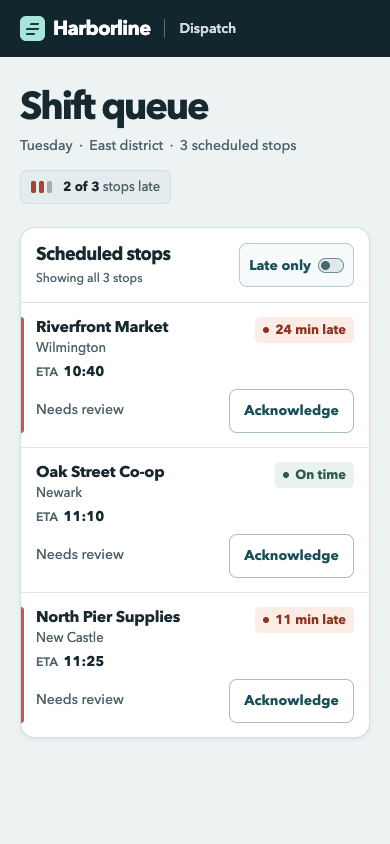 Harborline
Dispatch
Shift queue
Tuesday · East district · 3 scheduled stops
2 of 3 stops late
Scheduled stops
Showing all 3 stops
Late only
Riverfront Market
24 min late
Wilmington
ETA 10:40
Needs review
Acknowledge
Oak Street Co-op
On time
Newark
ETA 11:10
Needs review
Acknowledge
North Pier Supplies
11 min late
New Castle
ETA 11:25
Needs review
Acknowledge